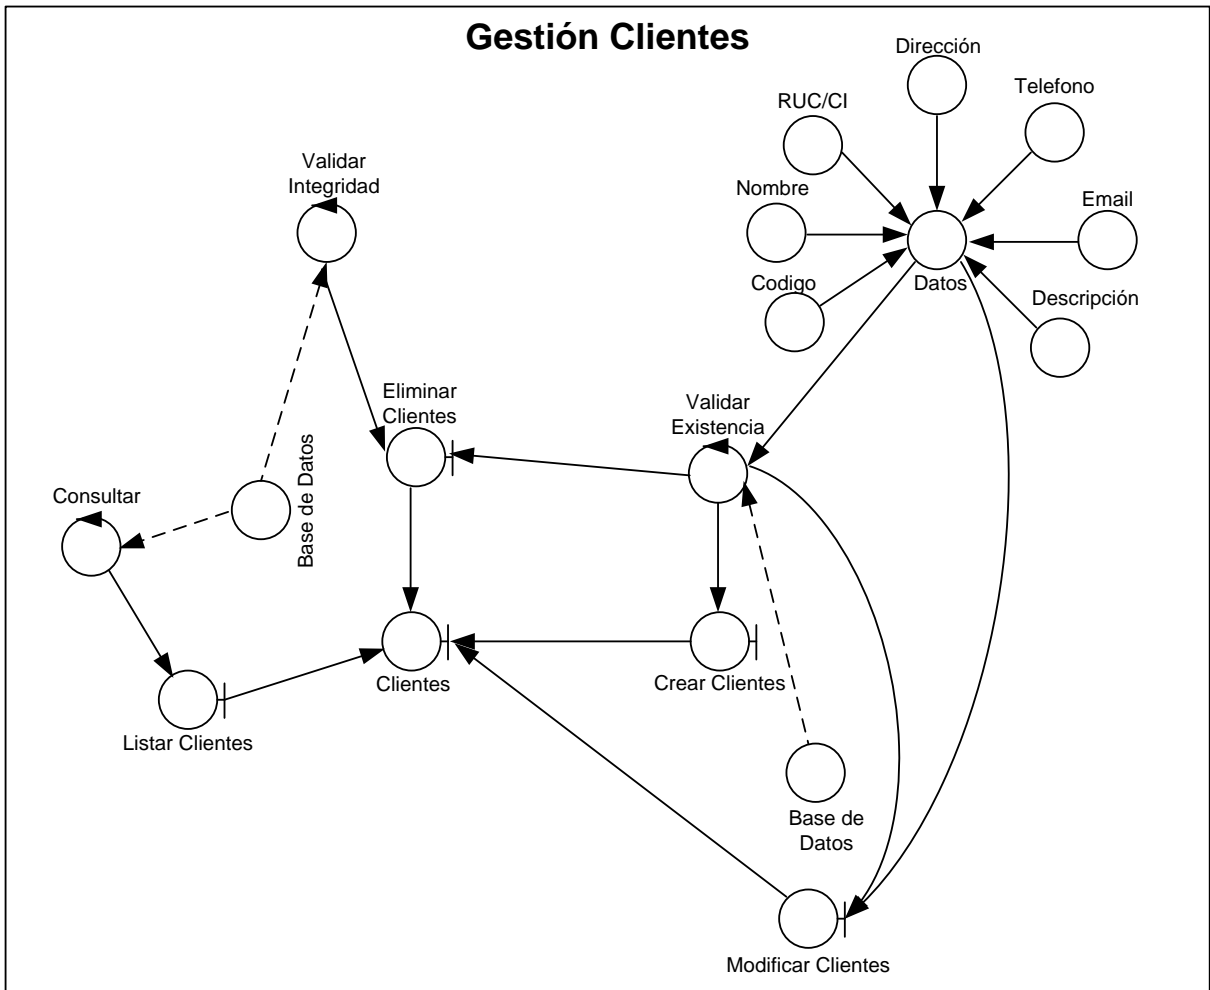 Gestión Clientes
Dirección
Telefono
RUC/CI
Validar
Integridad
Nombre
Email
Codigo
Datos
Descripción
Eliminar
Clientes
Validar
Existencia
Consultar
Base de Datos
Clientes
Crear Clientes
Listar Clientes
Base de
Datos
Modificar Clientes